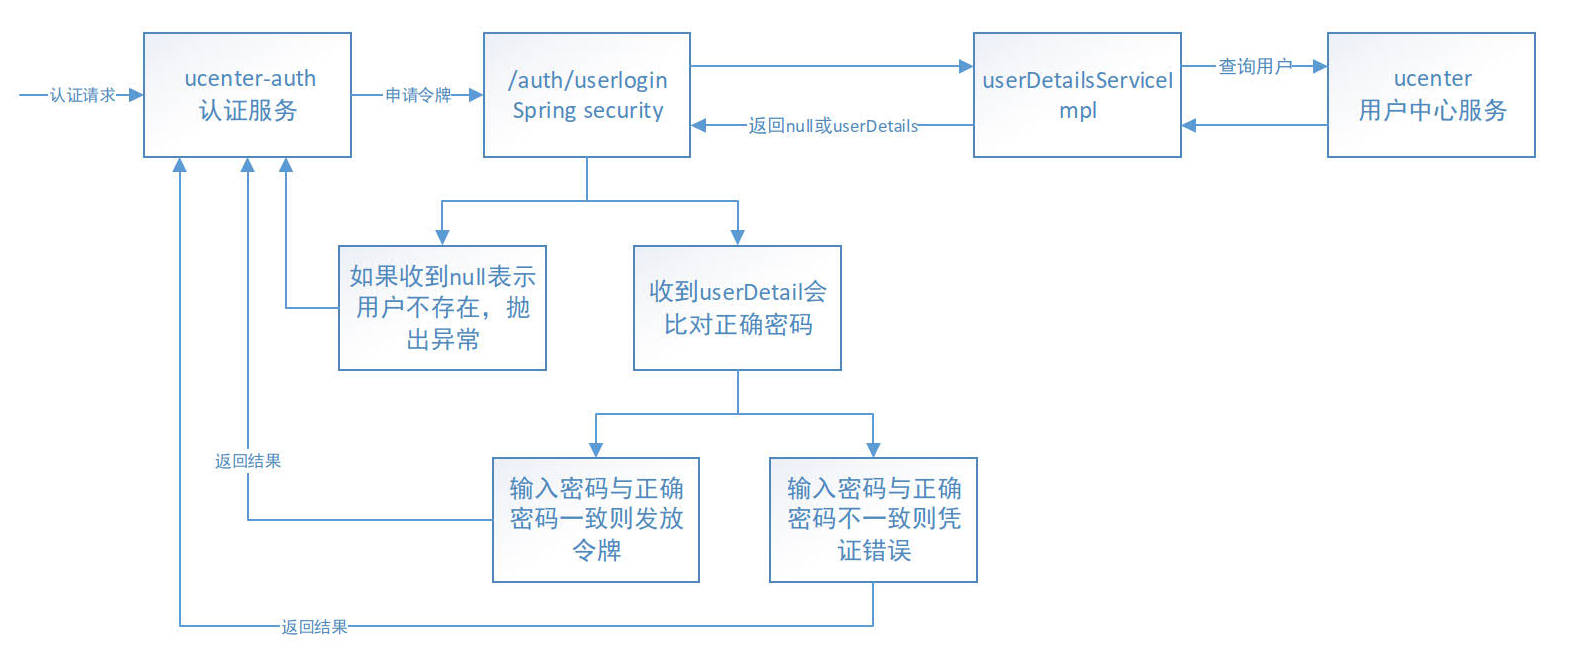 认证请求
ucenter-auth
认证服务
申请令牌
/auth/userlogin
Spring security
返回null或userDetails
userDetailsServiceI
mpl
查询用户
ucenter
用户中心服务
如果收到null表示
用户不存在，抛
出异常
收到userDetail会
比对正确密码
返回结果
输入密码与正确
密码一致则发放
令牌
输入密码与正确
密码不一致则凭
证错误
返回结果